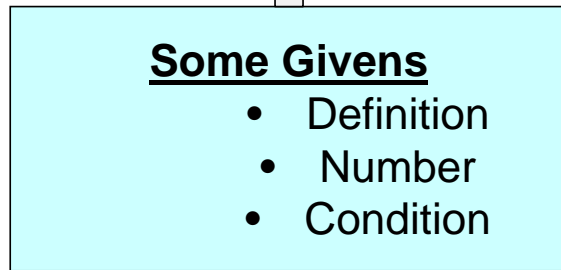 Some Givens
• Definition
• Number
• Condition